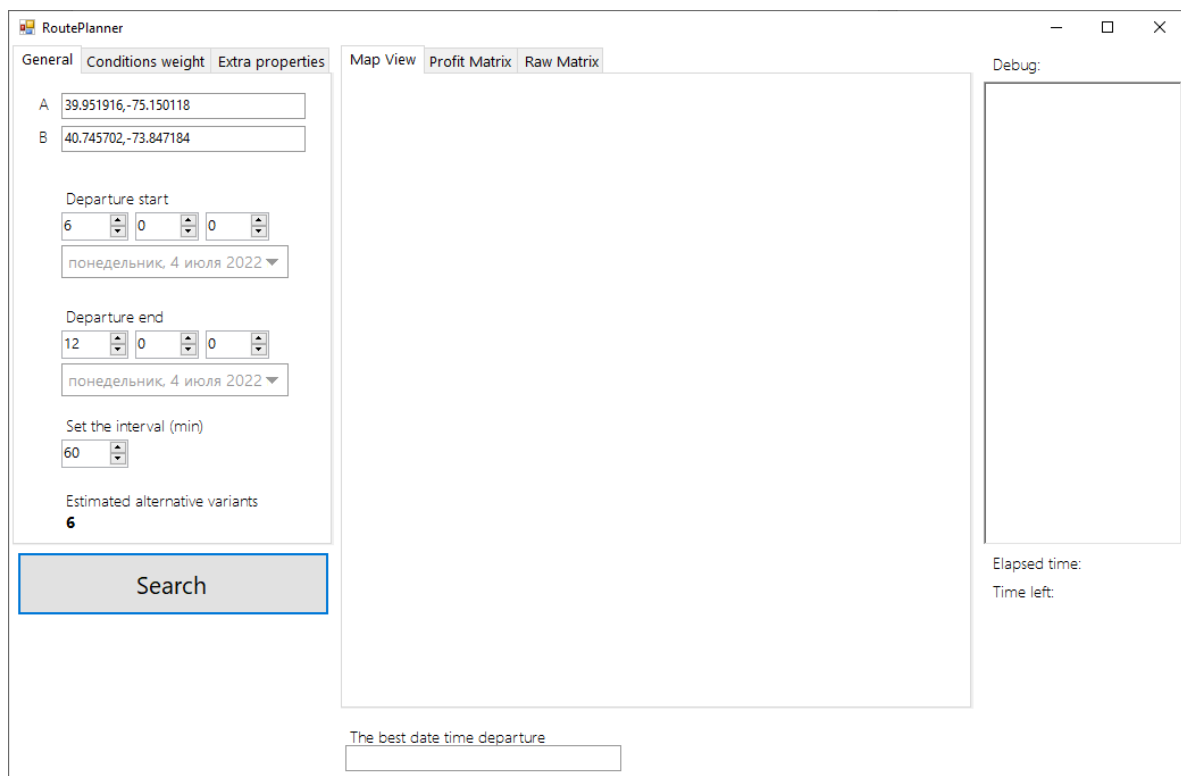 RoutePlanner
General Conditions weight Extra properties
Map View Profit Matrix Raw Matrix
Debug:
A 39.951916,-75.150118
B 40.745702,-73.847184
Departure start
6 0 0
понедельник, 4 июля 2022
Departure end
12 0 0
понедельник, 4 июля 2022
Set the interval (min)
60
Estimated alternative variants
6
Search
Elapsed time:
Time left:
The best date time departure